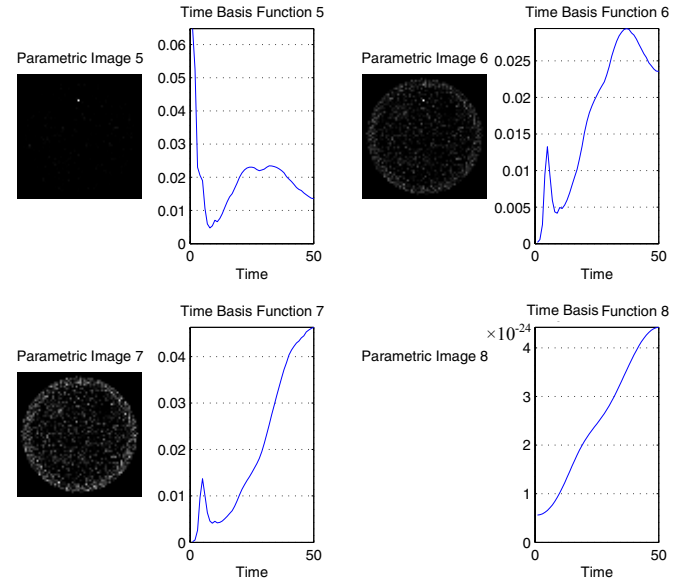 Time Basis Function 5
Parametric Image 5
0.06
0.05
0.04
0.03
0.02
0.01
0
0 50
Time
Time Basis Function 6
Parametric Image 6
0.025
0.02
0.015
0.01
0.005
0
0 50
Time
Time Basis Function 7
Parametric Image 7
0.04
0.03
0.02
0.01
0
0 50
Time
Time Basis Function 8
×10-24
Parametric Image 8
4
3
2
1
0
0 50
Time